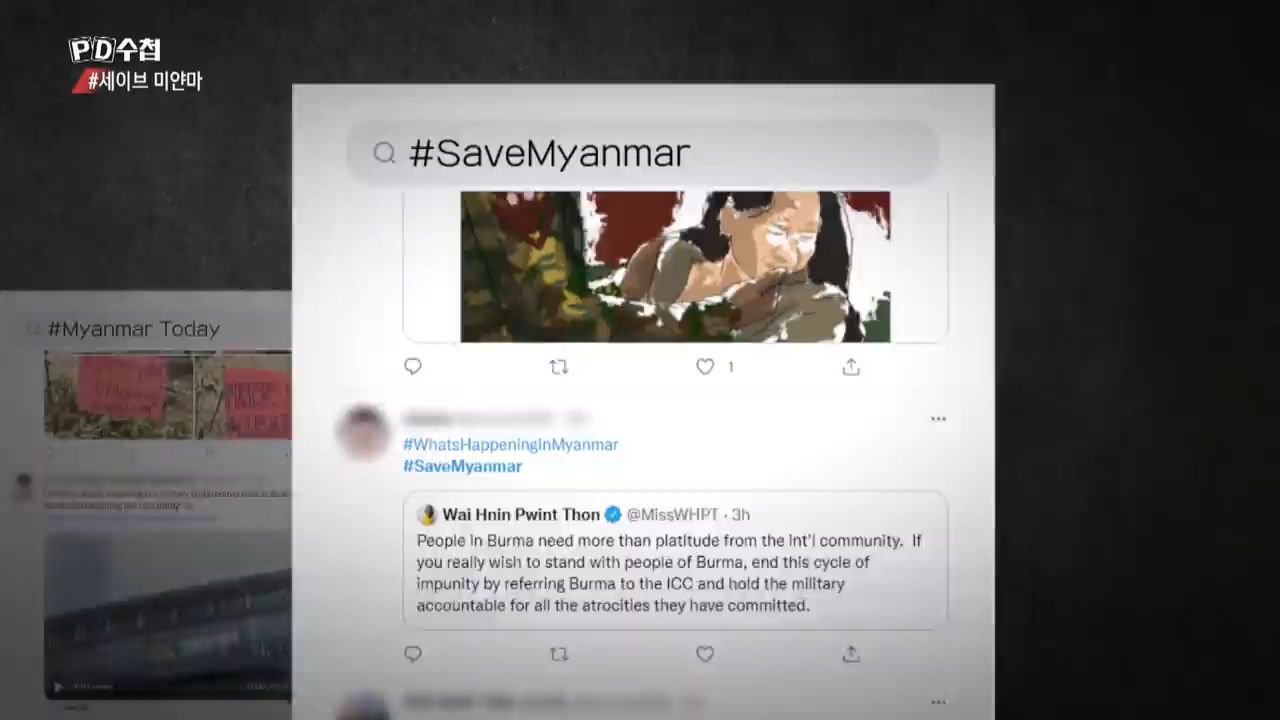 PD수첩
#세이브 미얀마
#SaveMyanmar
1
#WhatsHappeningInMyanmar
#SaveMyanmar
Wai Hnin Pwint Thon @MissWHPT · 3h
People in Burma need more than platitude from the int'l community. If
you really wish to stand with people of Burma, end this cycle of
impunity by referring Burma to the ICC and hold the military
accountable for all the atrocities they have committed.
#Myanmar Today